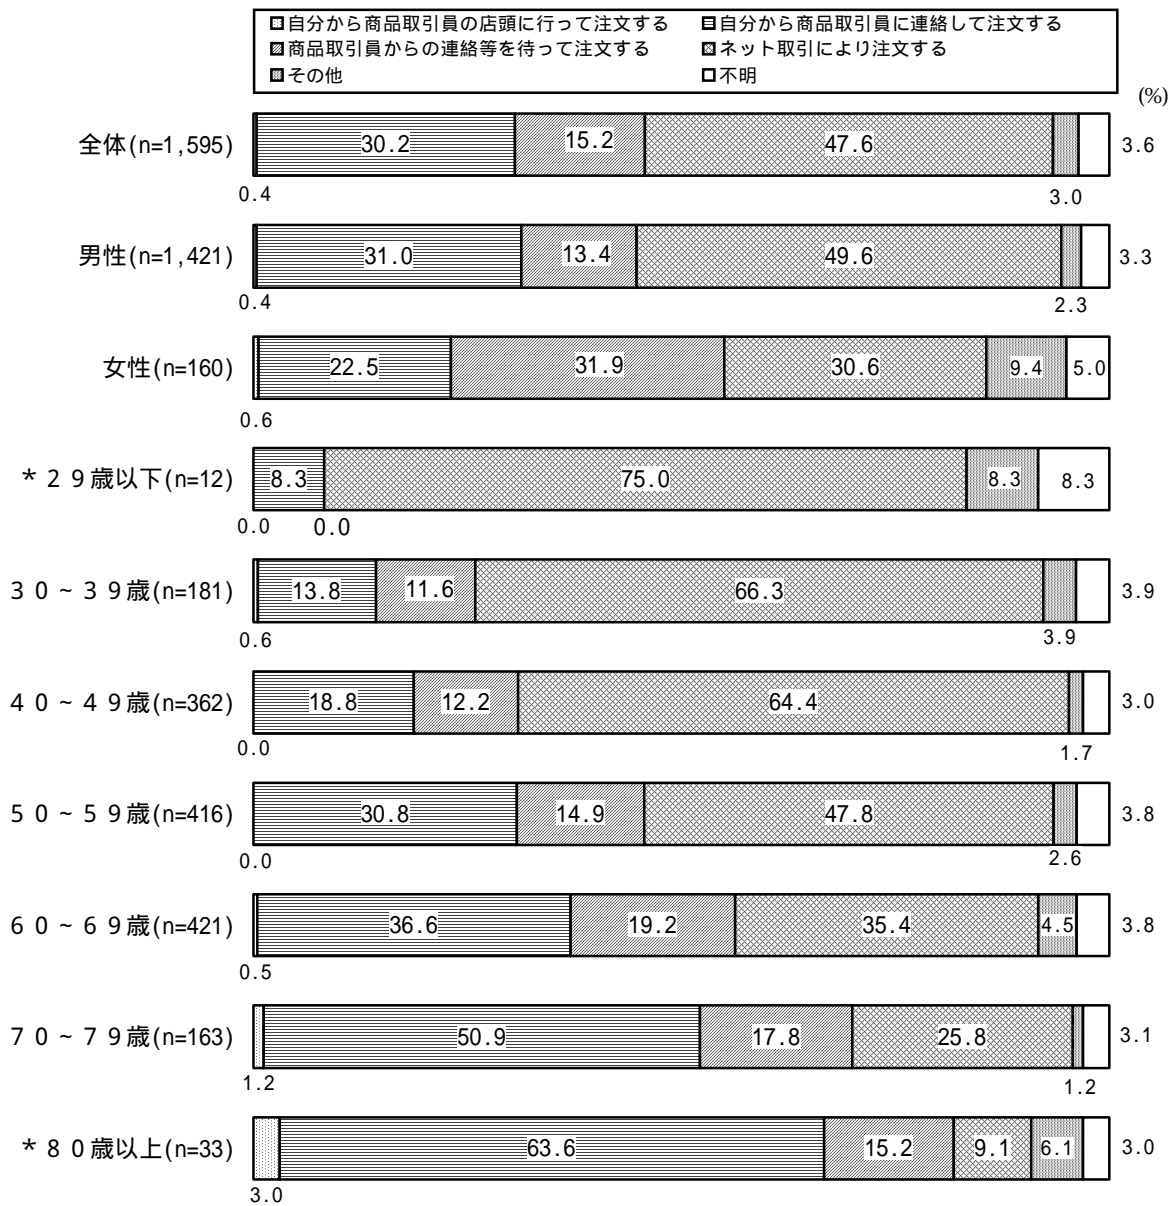 自分から商品取引員の店頭に行って注文する 自分から商品取引員に連絡して注文する
商品取引員からの連絡等を待って注文する ネット取引により注文する
その他 不明
(%)
全体(n=1,595) 30.2 15.2 47.6 3.6
0.4 3.0
男性(n=1,421) 31.0 13.4 49.6 3.3
0.4 2.3
女性(n=160) 22.5 31.9 30.6 9.4 5.0
0.6
*29歳以下(n=12) 8.3 75.0 8.3 8.3
0.0 0.0
30~39歳(n=181) 13.8 11.6 66.3 3.9
0.6 3.9
40~49歳(n=362) 18.8 12.2 64.4 3.0
0.0 1.7
50~59歳(n=416) 30.8 14.9 47.8 3.8
0.0 2.6
60~69歳(n=421) 36.6 19.2 35.4 4.5 3.8
0.5
70~79歳(n=163) 50.9 17.8 25.8 3.1
1.2 1.2
*80歳以上(n=33) 63.6 15.2 9.1 6.1 3.0
3.0